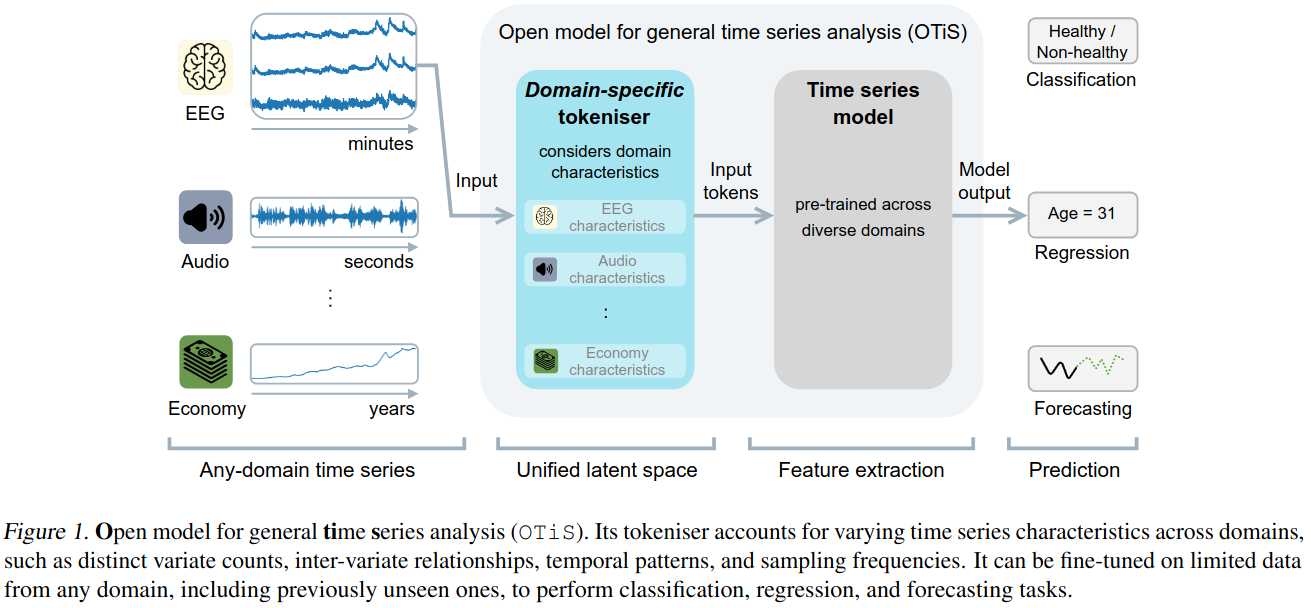 Open model for general time series analysis (OTiS)
EEG
minutes
Audio
seconds
⋮
Economy
years
Input
Domain-specific
tokeniser
considers domain
characteristics
EEG
characteristics
Audio
characteristics
:
Economy
characteristics
Input
tokens
Time series
model
pre-trained across
diverse domains
Model
output
Healthy /
Non-healthy
Classification
Age = 31
Regression
Forecasting
Any-domain time series
Unified latent space
Feature extraction
Prediction
Figure 1. Open model for general time series analysis (OTiS). Its tokeniser accounts for varying time series characteristics across domains,
such as distinct variate counts, inter-variate relationships, temporal patterns, and sampling frequencies. It can be fine-tuned on limited data
from any domain, including previously unseen ones, to perform classification, regression, and forecasting tasks.